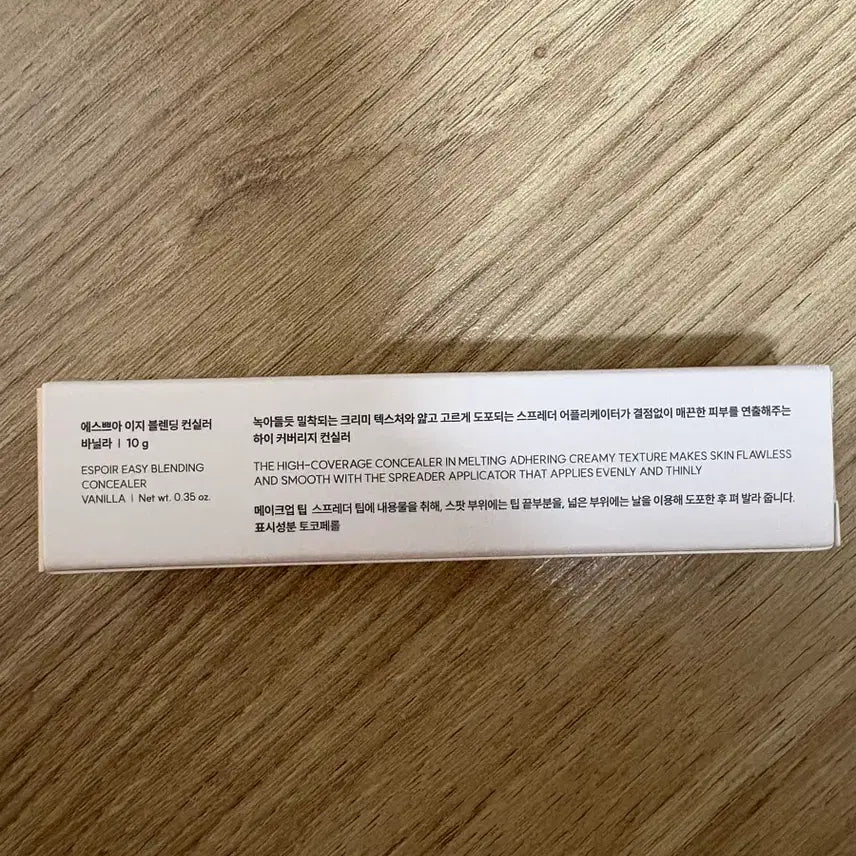 에스쁘아 이지 블렌딩 컨실러
바닐라 | 10 g
ESPOIR EASY BLENDING
CONCEALER
VANILLA | Net wt. 0.35 oz.
녹아들듯 밀착되는 크리미 텍스처와 얇고 고르게 도포되는 스프레더 어플리케이터가 결점없이 매끈한 피부를 연출해주는
하이 커버리지 컨실러
THE HIGH-COVERAGE CONCEALER IN MELTING ADHERING CREAMY TEXTURE MAKES SKIN FLAWLESS
AND SMOOTH WITH THE SPREADER APPLICATOR THAT APPLIES EVENLY AND THINLY
메이크업 팁 스프레더 팁에 내용물을 취해, 스팟 부위에는 팁 끝부분을, 넓은 부위에는 날을 이용해 도포한 후 펴 발라 줍니다.
표시성분 토코페롤